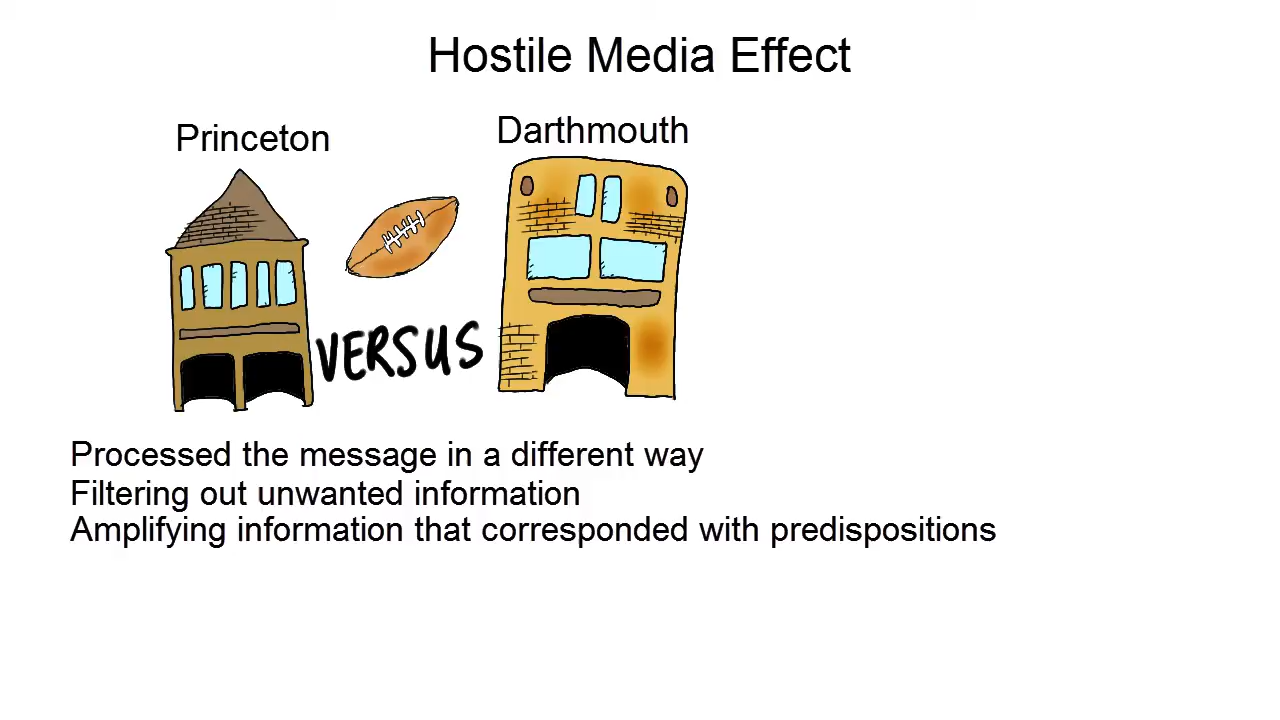 Hostile Media Effect
Princeton
Darthmouth
VERSUS
Processed the message in a different way
Filtering out unwanted information
Amplifying information that corresponded with predispositions